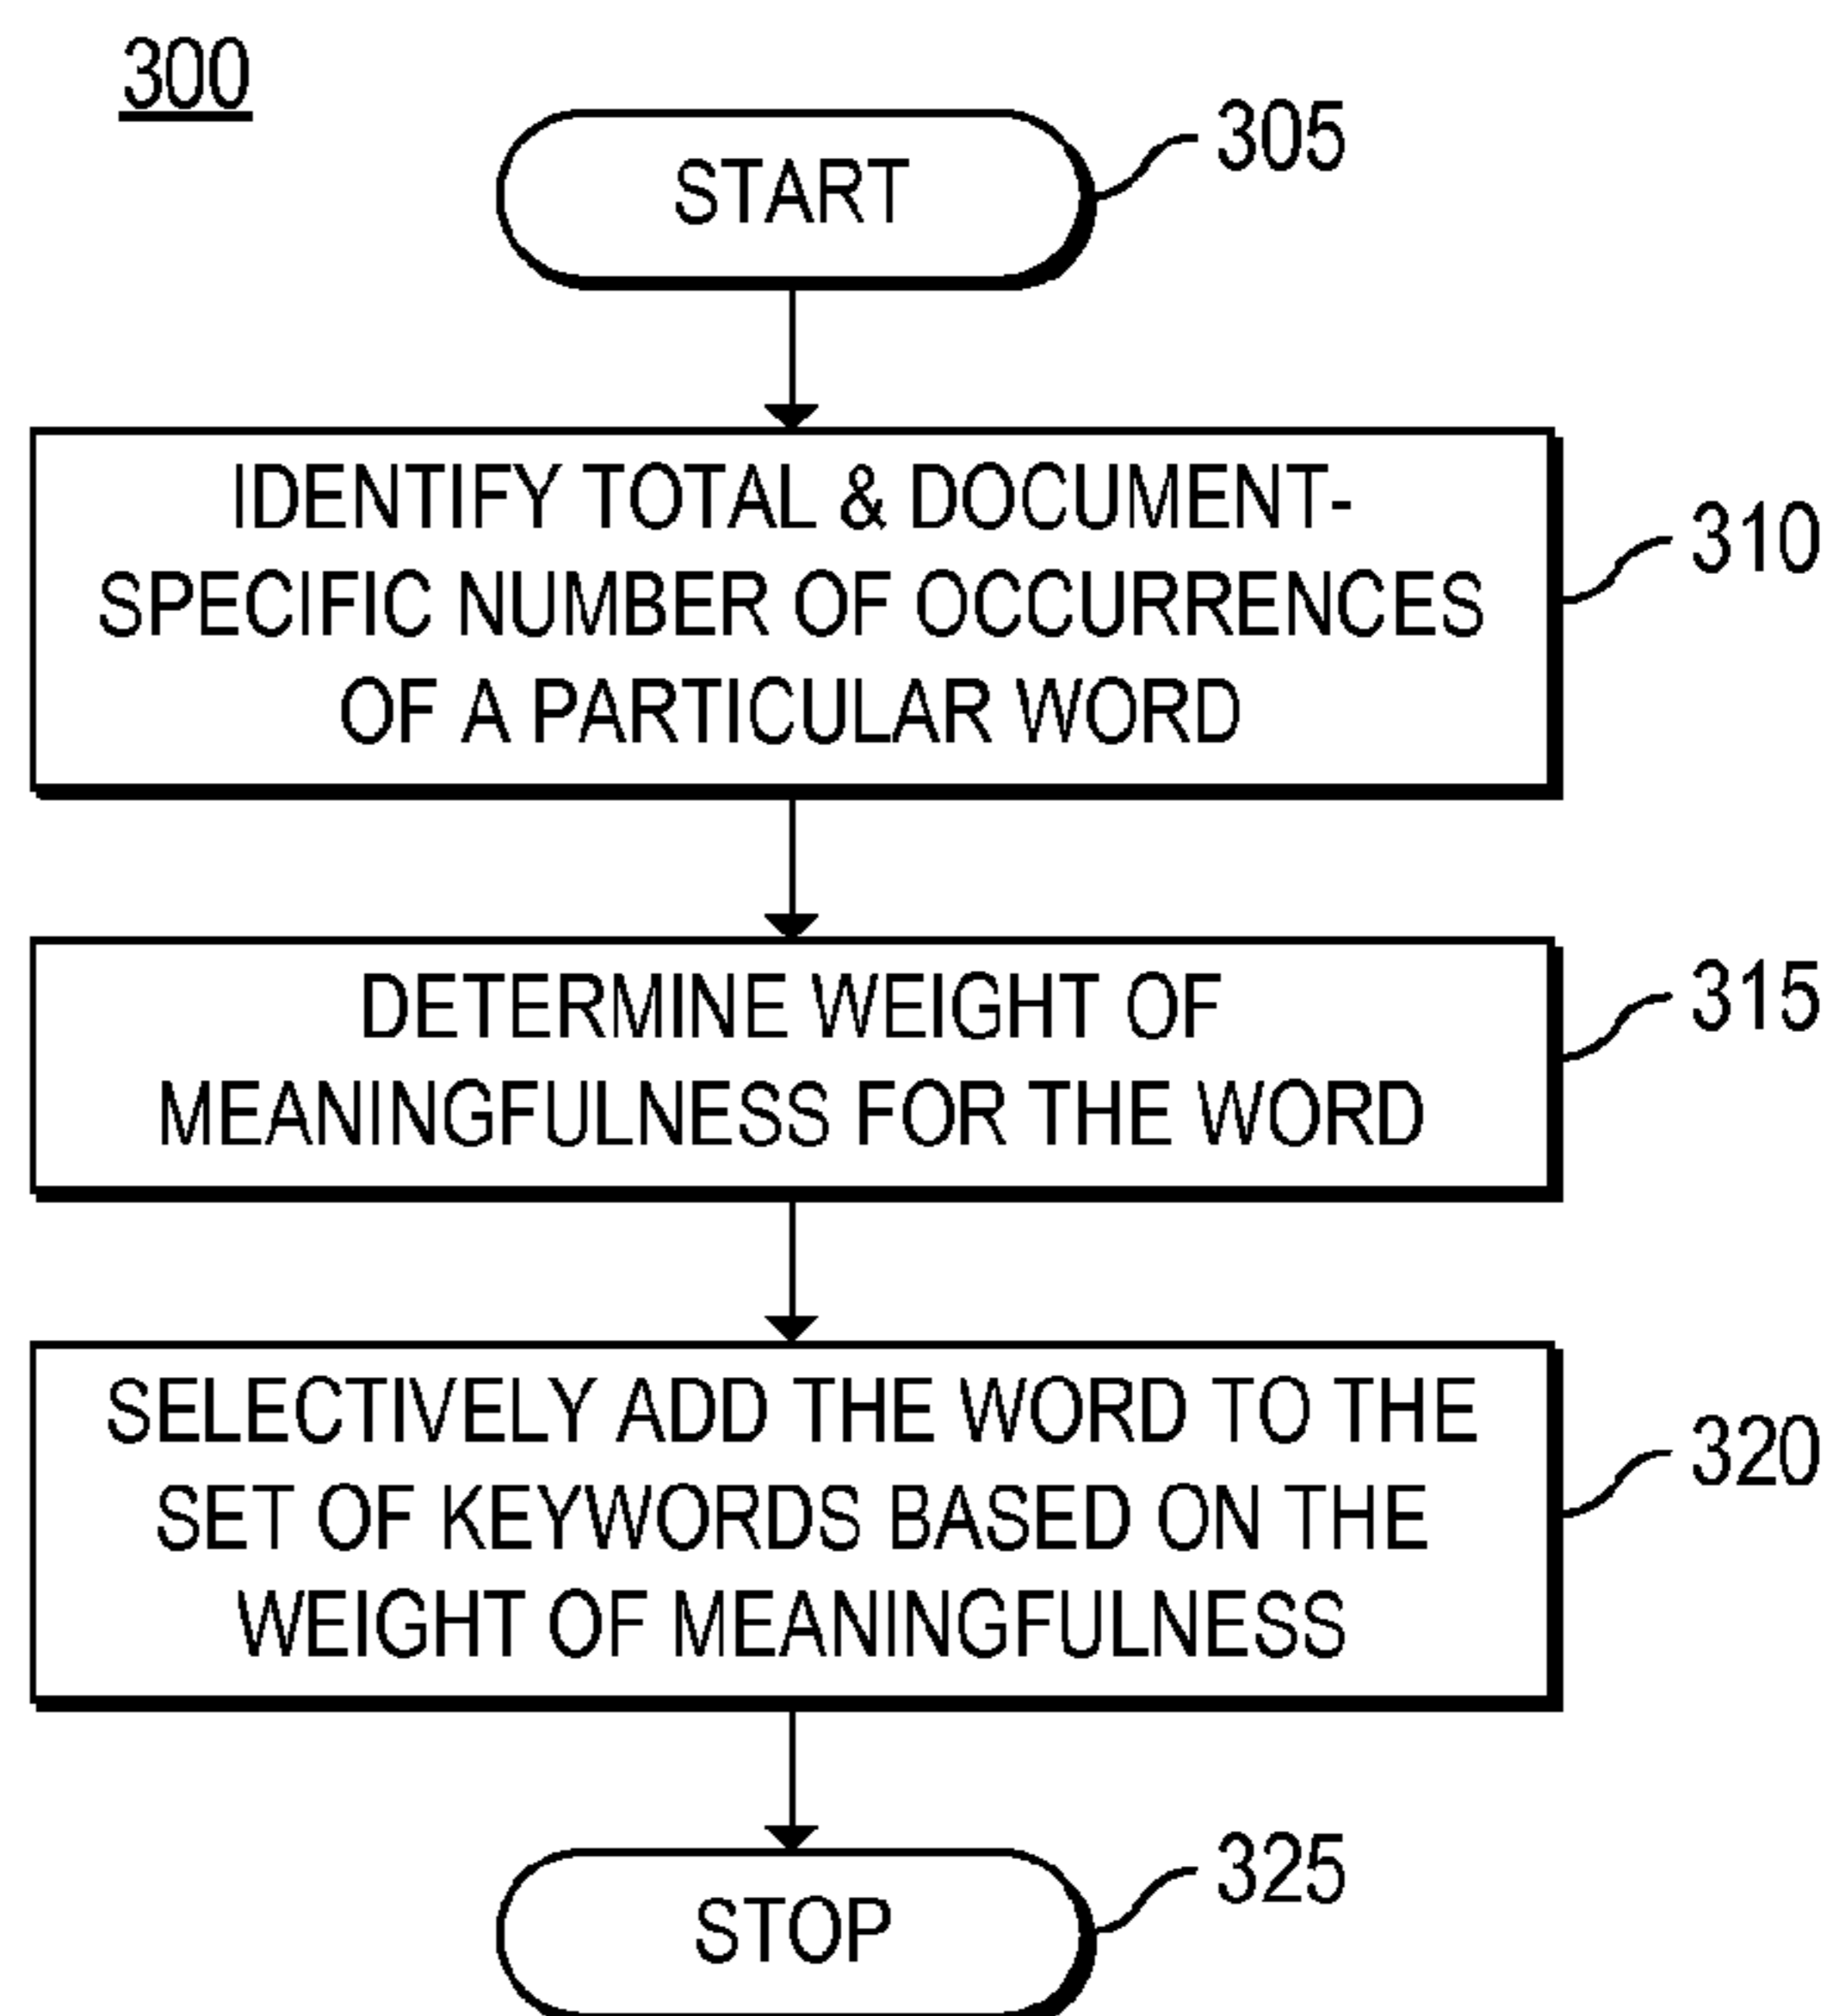 300
START
305
IDENTIFY TOTAL & DOCUMENT-
SPECIFIC NUMBER OF OCCURRENCES
OF A PARTICULAR WORD
310
DETERMINE WEIGHT OF
MEANINGFULNESS FOR THE WORD
315
SELECTIVELY ADD THE WORD TO THE
SET OF KEYWORDS BASED ON THE
WEIGHT OF MEANINGFULNESS
320
STOP
325